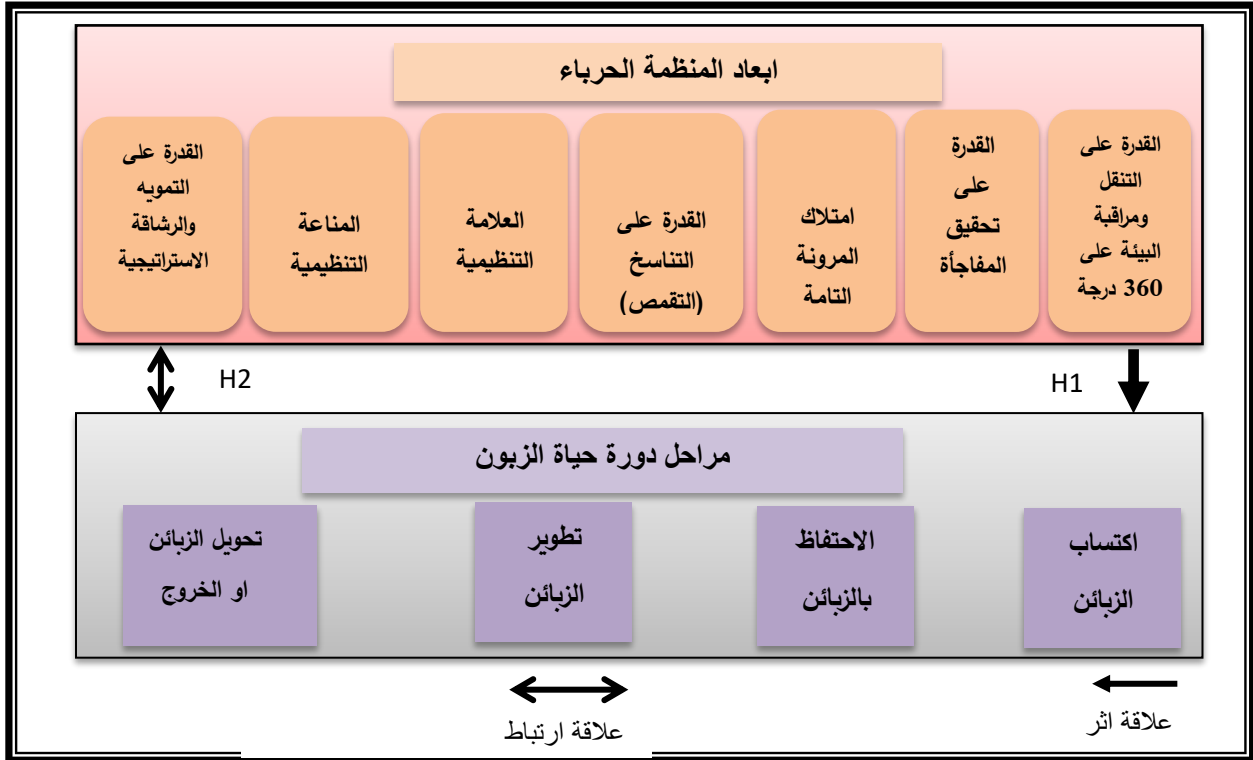 ابعاد المنظمة الحرباء
القدرة على
التنقل
ومراقبة
البيئة على
360 درجة
القدرة
على
تحقيق
المفاجأة
امتلاك
المرونة
التامة
القدرة على
التناسخ
(التقمص)
العلامة
التنظيمية
المناعة
التنظيمية
القدرة على
التمويه
والرشاقة
الاستراتيجية
H1
H2
مراحل دورة حياة الزبون
اكتساب
الزبائن
الاحتفاظ
بالزبائن
تطوير
الزبائن
تحويل الزبائن
او الخروج
علاقة اثر
علاقة ارتباط